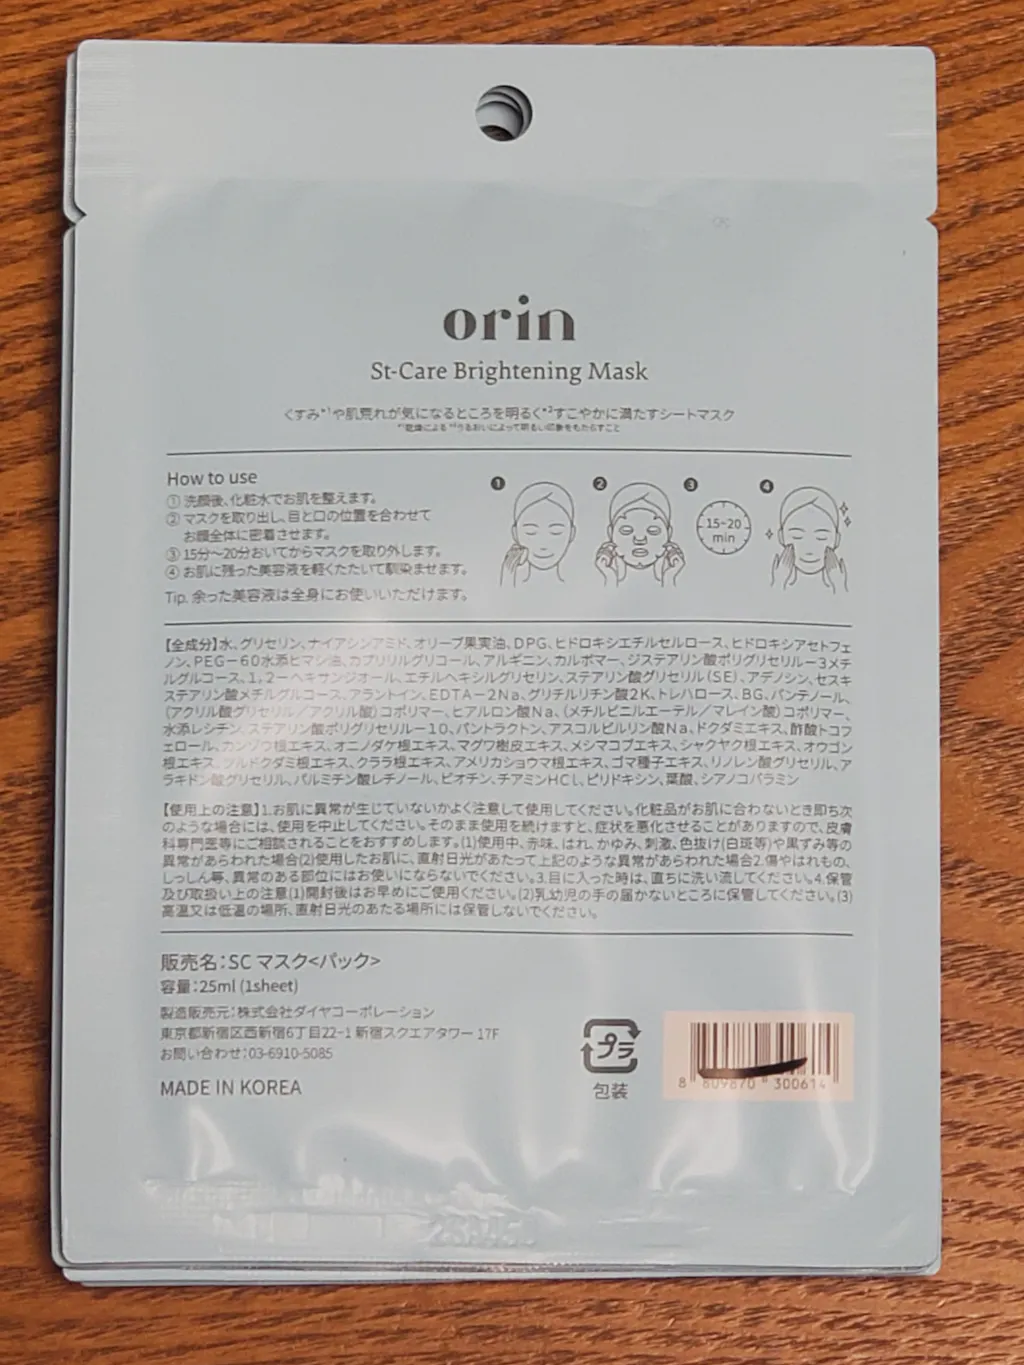 orin
St-Care Brightening Mask
くすみ*1や肌荒れが気になるところを明るく*2すこやかに満たすシートマスク
*1乾燥による *2うるおいによって明るい印象をもたらすこと
How to use
① 洗顔後、化粧水でお肌を整えます。
② マスクを取り出し、目と口の位置を合わせて
お顔全体に密着させます。
③ 15分〜20分おいてからマスクを取り外します。
④ お肌に残った美容液を軽くたたいて馴染ませます。
Tip. 余った美容液は全身にお使いいただけます。
1 2 3 4
15~20
min
【全成分】水、グリセリン、ナイアシンアミド、オリーブ果実油、DPG、ヒドロキシエチルセルロース、ヒドロキシアセトフェ
ノン、PEG－60水添ヒマシ油、カプリリルグリコール、アルギニン、カルボマー、ジステアリン酸ポリグリセリル－3メチ
ルグルコース、1,2－ヘキサンジオール、エチルヘキシルグリセリン、ステアリン酸グリセリル(SE)、アデノシン、セスキ
ステアリン酸メチルグルコース、アラントイン、EDTA－2Na、グリチルリチン酸2K、トレハロース、BG、パンテノール、
(アクリル酸グリセリル／アクリル酸)コポリマー、ヒアルロン酸Na、(メチルビニルエーテル／マレイン酸)コポリマー、
水添レシチン、ステアリン酸ポリグリセリル－10、パントラクトン、アスコルビルリン酸Na、ドクダミエキス、酢酸トコフ
ェロール、カンゾウ根エキス、オニノダケ根エキス、マグワ樹皮エキス、メシマコブエキス、シャクヤク根エキス、オウゴン
根エキス、ツルドクダミ根エキス、クララ根エキス、アメリカショウマ根エキス、ゴマ種子エキス、リノレン酸グリセリル、ア
ラキドン酸グリセリル、パルミチン酸レチノール、ビオチン、チアミンHCl、ピリドキシン、葉酸、シアノコバラミン
【使用上の注意】1.お肌に異常が生じていないかよく注意して使用してください。化粧品がお肌に合わないとき即ち次
のような場合には、使用を中止してください。そのまま使用を続けますと、症状を悪化させることがありますので、皮膚
科専門医等にご相談されることをおすすめします。(1)使用中、赤味、はれ、かゆみ、刺激、色抜け(白斑等)や黒ずみ等の
異常があらわれた場合(2)使用したお肌に、直射日光があたって上記のような異常があらわれた場合2.傷やはれもの、
しっしん等、異常のある部位にはお使いにならないでください。3.目に入った時は、直ちに洗い流してください。4.保管
及び取扱い上の注意(1)開封後はお早めにご使用ください。(2)乳幼児の手の届かないところに保管してください。(3)
高温又は低温の場所、直射日光のあたる場所には保管しないでください。
販売名：SC マスク<パック>
容量：25ml (1sheet)
製造販売元：株式会社ダイヤコーポレーション
東京都新宿区西新宿6丁目22-1 新宿スクエアタワー 17F
お問い合わせ：03-6910-5085
MADE IN KOREA
プラ
包装
8 809870 300614